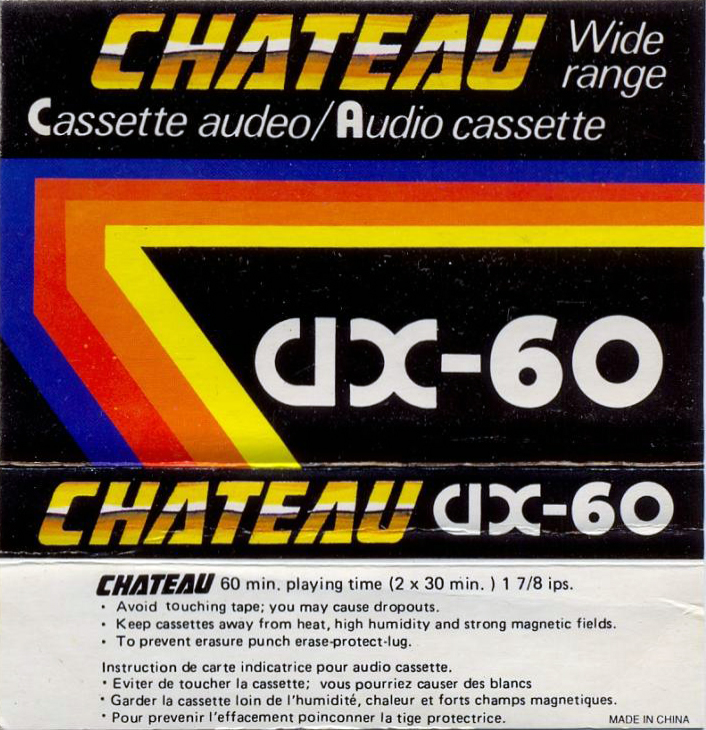 CHATEAU Wide
range
Cassette audeo/Audio cassette
dx-60
CHATEAU dx-60
CHATEAU 60 min. playing time (2 x 30 min. ) 1 7/8 ips.
• Avoid touching tape; you may cause dropouts.
• Keep cassettes away from heat, high humidity and strong magnetic fields.
• To prevent erasure punch erase-protect-lug.
Instruction de carte indicatrice pour audio cassette.
• Eviter de toucher la cassette; vous pourriez causer des blancs
• Garder la cassette loin de l'humidité, chaleur et forts champs magnetiques.
• Pour prevenir l'effacement poinconner la tige protectrice.
MADE IN CHINA